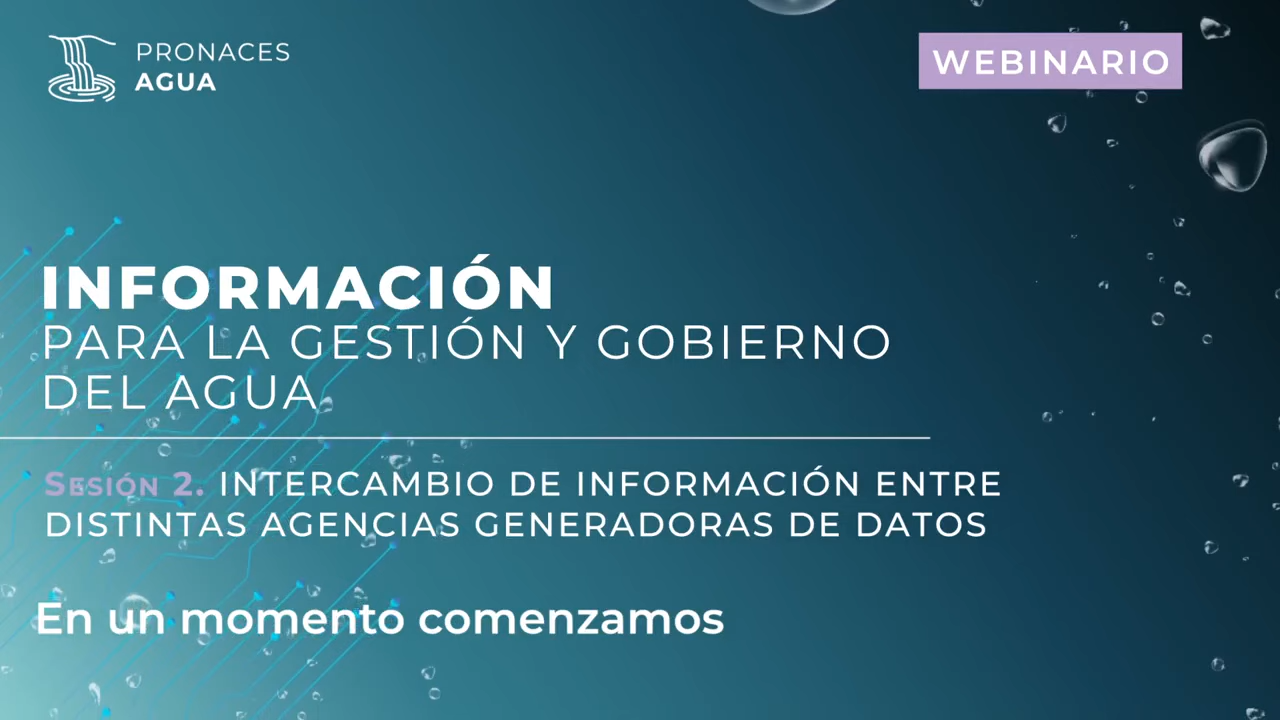 PRONACES
AGUA
WEBINARIO
INFORMACIÓN
PARA LA GESTIÓN Y GOBIERNO
DEL AGUA
SESIÓN 2. INTERCAMBIO DE INFORMACIÓN ENTRE
DISTINTAS AGENCIAS GENERADORAS DE DATOS
En un momento comenzamos